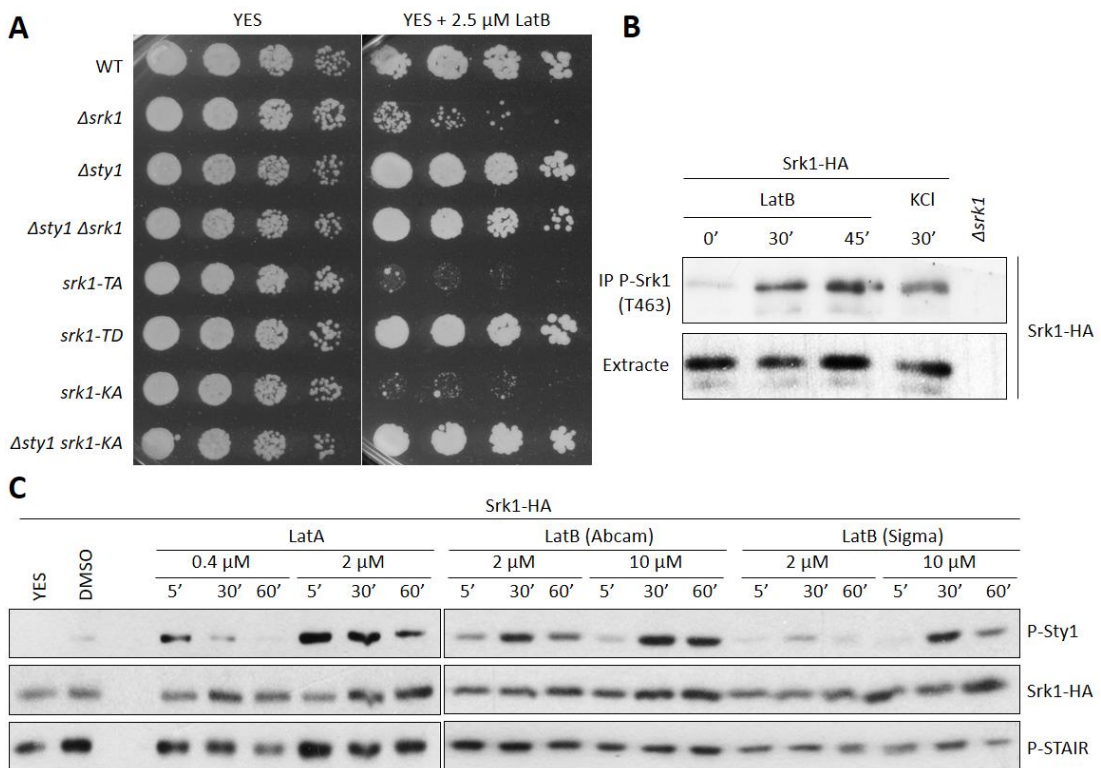 A
YES
YES + 2.5 μM LatB
WT
Δsrk1
Δsty1
Δsty1 Δsrk1
srk1-TA
srk1-TD
srk1-KA
Δsty1 srk1-KA
B
Srk1-HA
LatB
KCl
Δsrk1
0’
30’
45’
30’
IP P-Srk1
(T463)
Extracte
Srk1-HA
C
Srk1-HA
YES
DMSO
LatA
LatB (Abcam)
LatB (Sigma)
0.4 μM
2 μM
2 μM
10 μM
2 μM
10 μM
5’ 30’ 60’ 5’ 30’ 60’ 5’ 30’ 60’ 5’ 30’ 60’ 5’ 30’ 60’ 5’ 30’ 60’
P-Sty1
Srk1-HA
P-STAIR